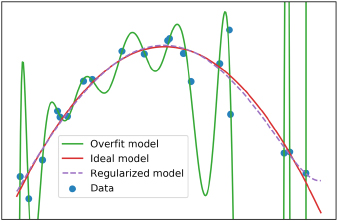 Overfit model
Ideal model
Regularized model
Data